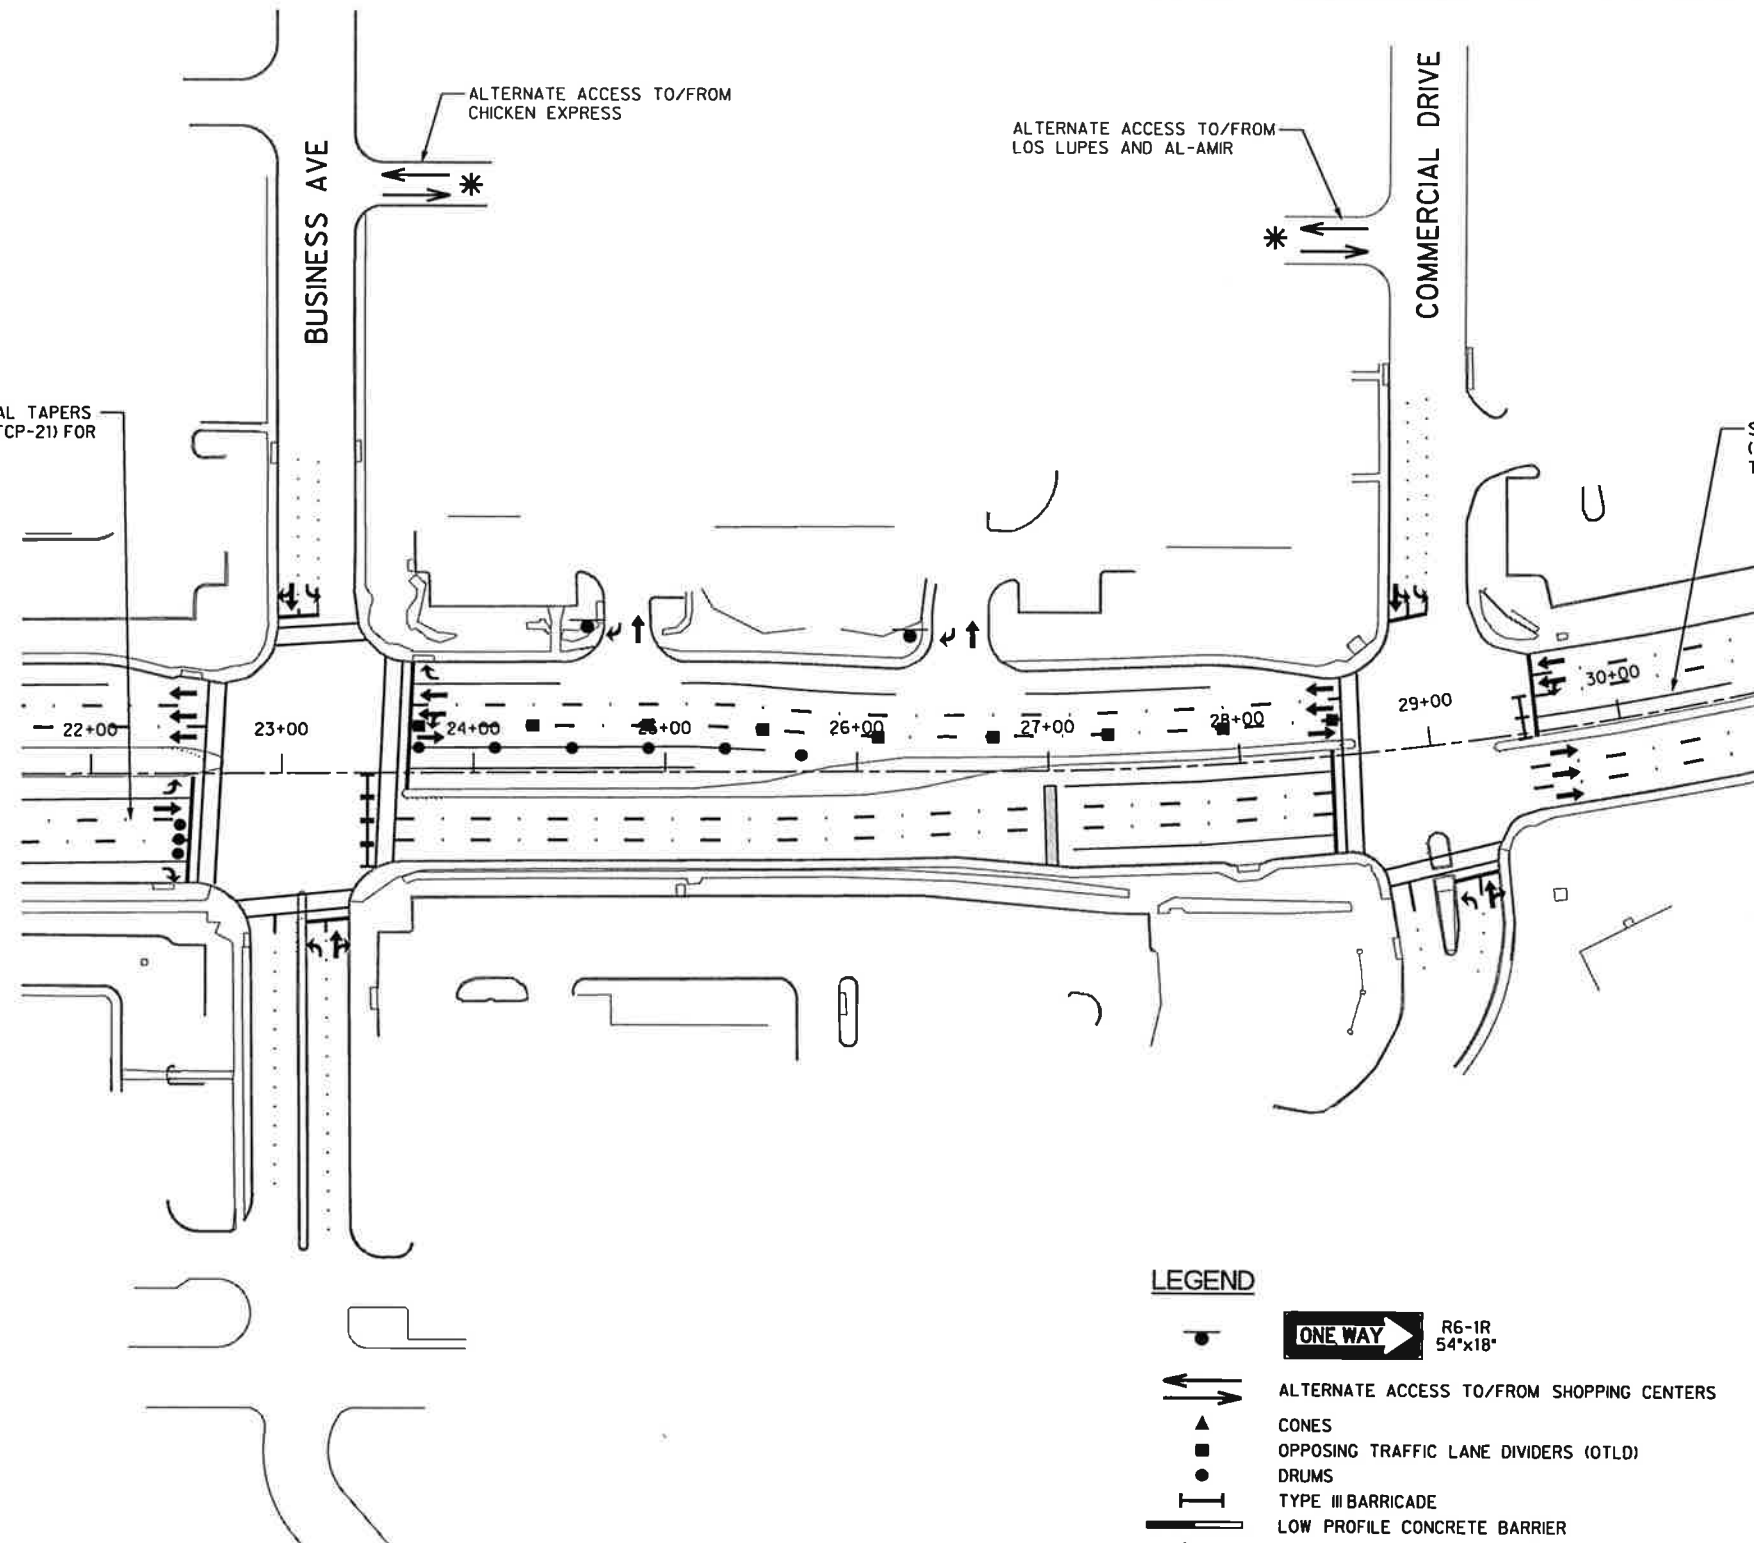 ALTERNATE ACCESS TO/FROM
CHICKEN EXPRESS
BUSINESS AVE
ALTERNATE ACCESS TO/FROM
LOS LUPES AND AL-AMIR
COMMERCIAL DRIVE
AL TAPERS
TCP-21) FOR
S
(
T
22+00
23+00
24+00
25+00
26+00
27+00
28+00
29+00
30+00
LEGEND
ONE WAY
R6-1R
54"x18"
ALTERNATE ACCESS TO/FROM SHOPPING CENTERS
CONES
OPPOSING TRAFFIC LANE DIVIDERS (OTLD)
DRUMS
TYPE III BARRICADE
LOW PROFILE CONCRETE BARRIER